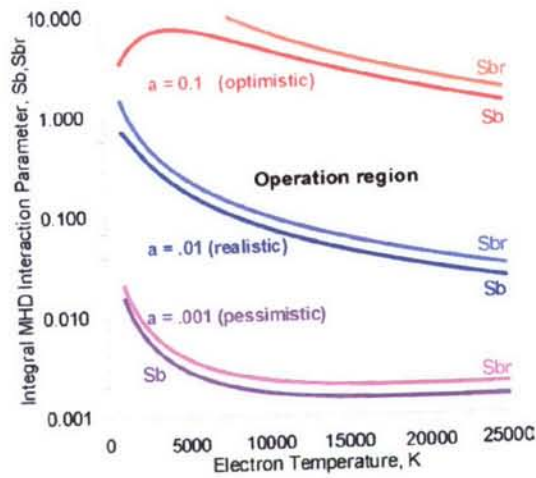 Integral MHD Interaction Parameter, Sb,Sbr
10.000
1.000
0.100
0.010
0.001
a = 0.1 (optimistic)
Sbr
Sb
Operation region
a = .01 (realistic)
Sbr
Sb
a = .001 (pessimistic)
Sb
Sbr
Sb
0 5000 10000 15000 20000 25000
Electron Temperature, K